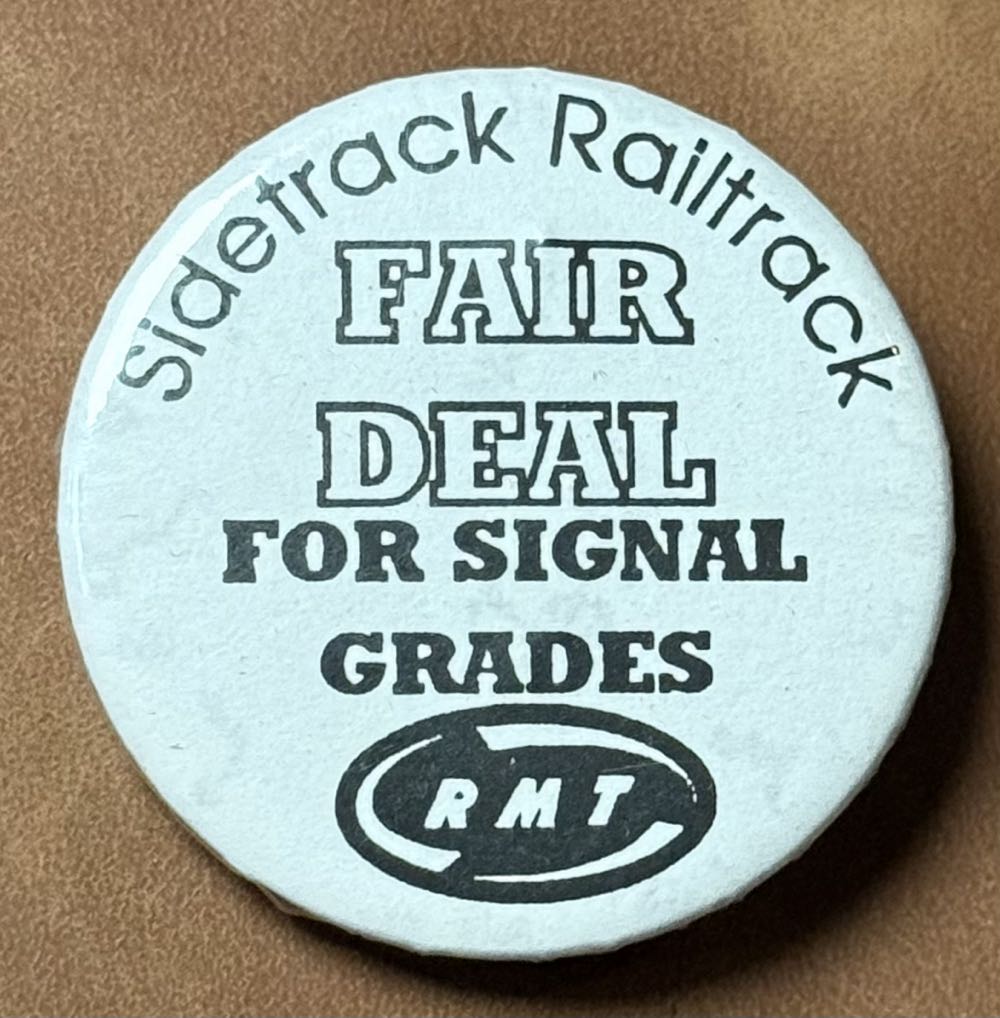 Sidetrack Railtrack
FAIR
DEAL
FOR SIGNAL
GRADES
RMT